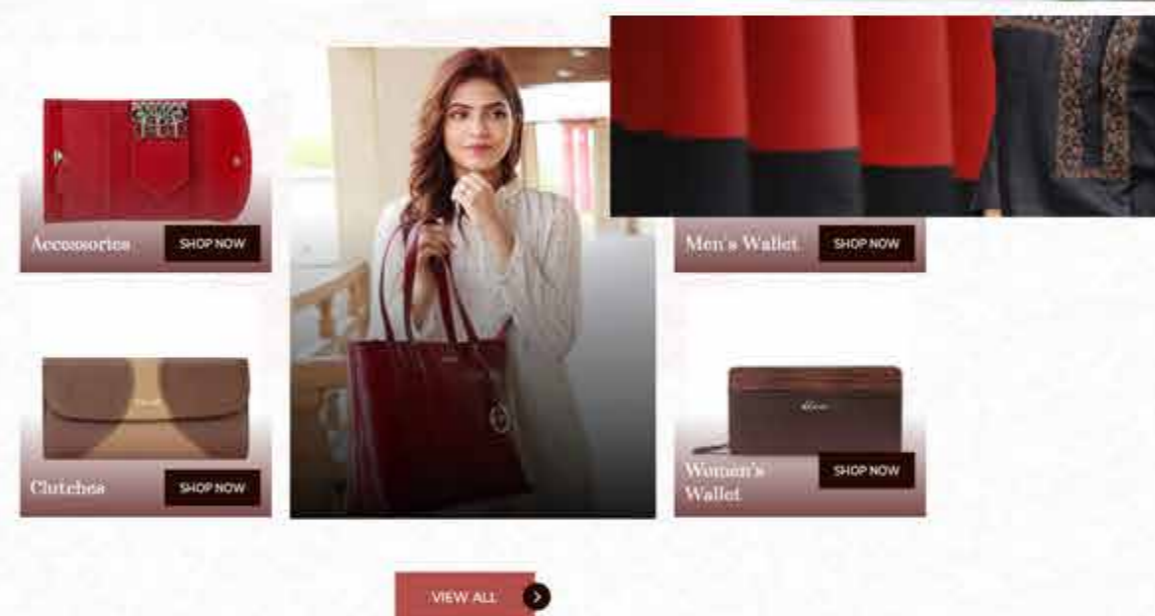 Accessories
SHOP NOW
Men's Wallet
SHOP NOW
Clutches
SHOP NOW
Women's
Wallet
SHOP NOW
VIEW ALL